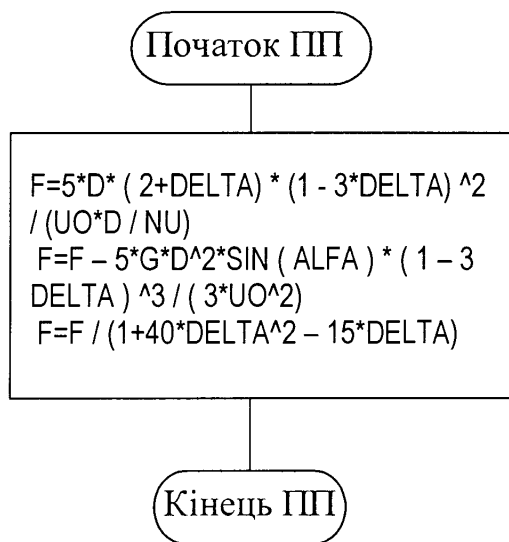 Початок ПП
F=5*D* ( 2+DELTA) * (1 - 3*DELTA) ^2
/ (UO*D / NU)
F=F – 5*G*D^2*SIN ( ALFA ) * ( 1 – 3
DELTA ) ^3 / ( 3*UO^2)
F=F / (1+40*DELTA^2 – 15*DELTA)
Кінець ПП